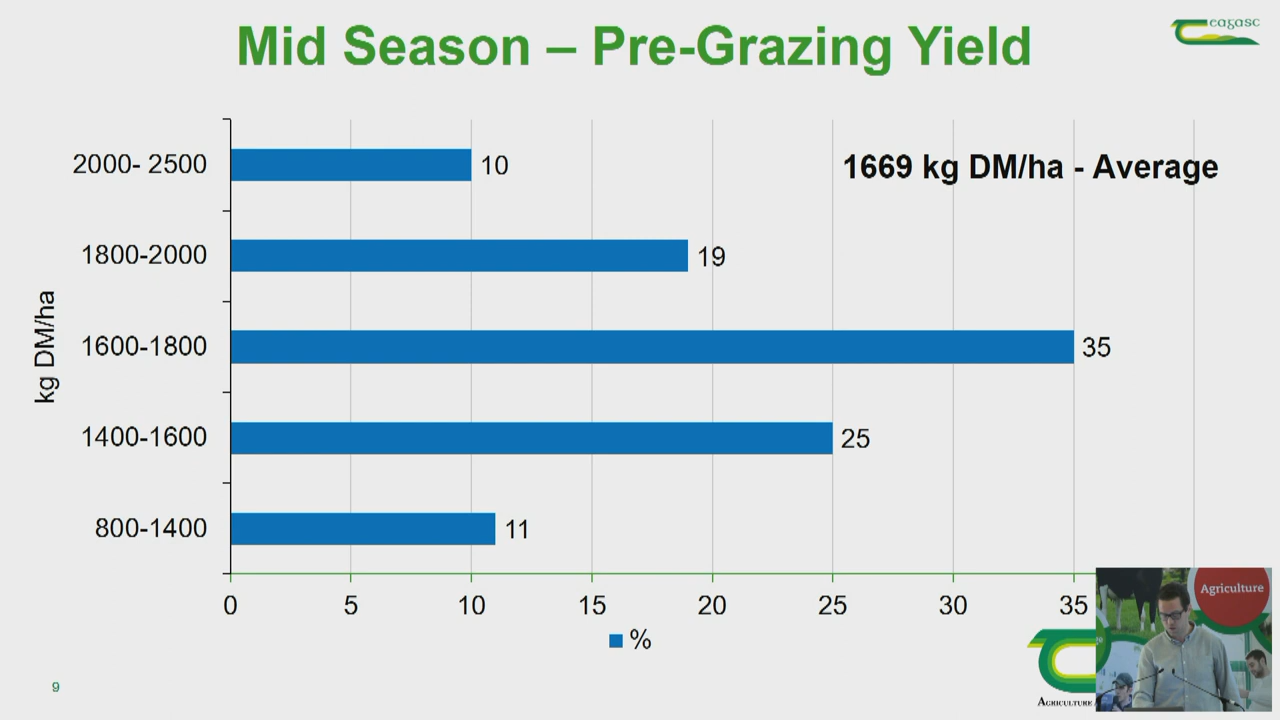 Mid Season – Pre-Grazing Yield
eagasc
1669 kg DM/ha - Average
kg DM/ha
2000- 2500
10
1800-2000
19
1600-1800
35
1400-1600
25
800-1400
11
0 5 10 15 20 25 30 35
%
9
AGRICULTURE
Agriculture